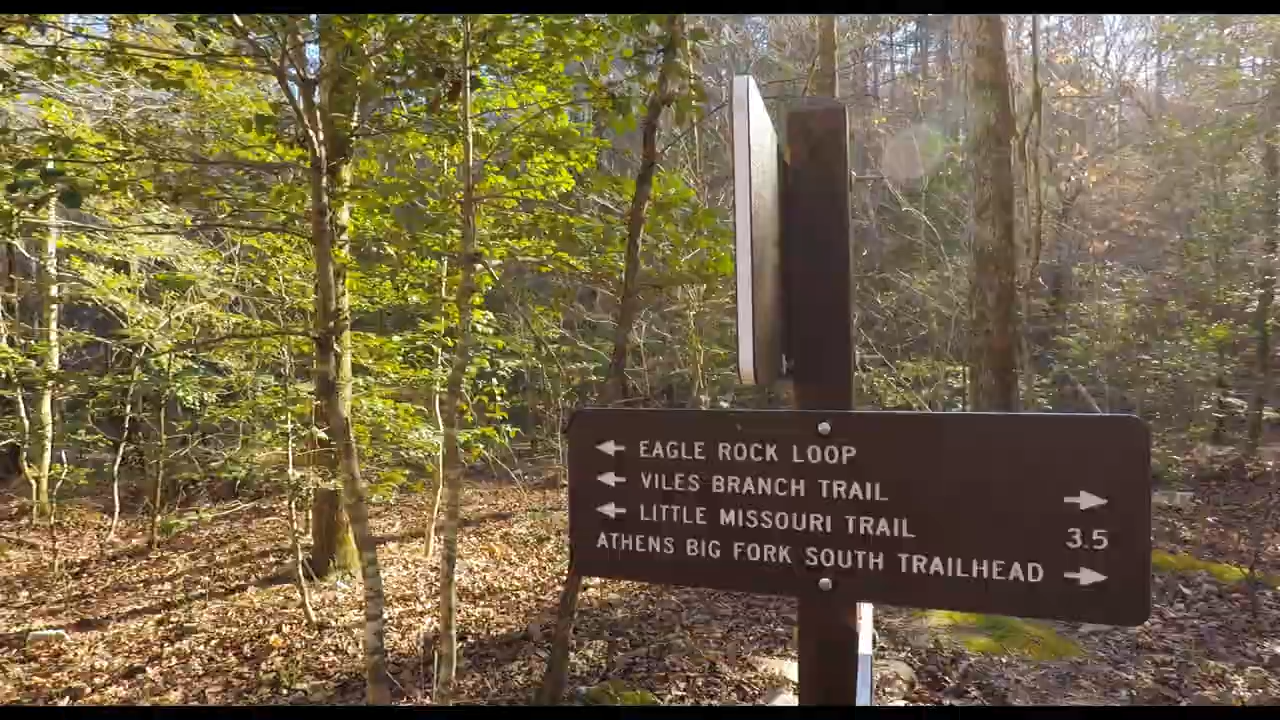 ← EAGLE ROCK LOOP
← VILES BRANCH TRAIL →
← LITTLE MISSOURI TRAIL 3.5
ATHENS BIG FORK SOUTH TRAILHEAD →